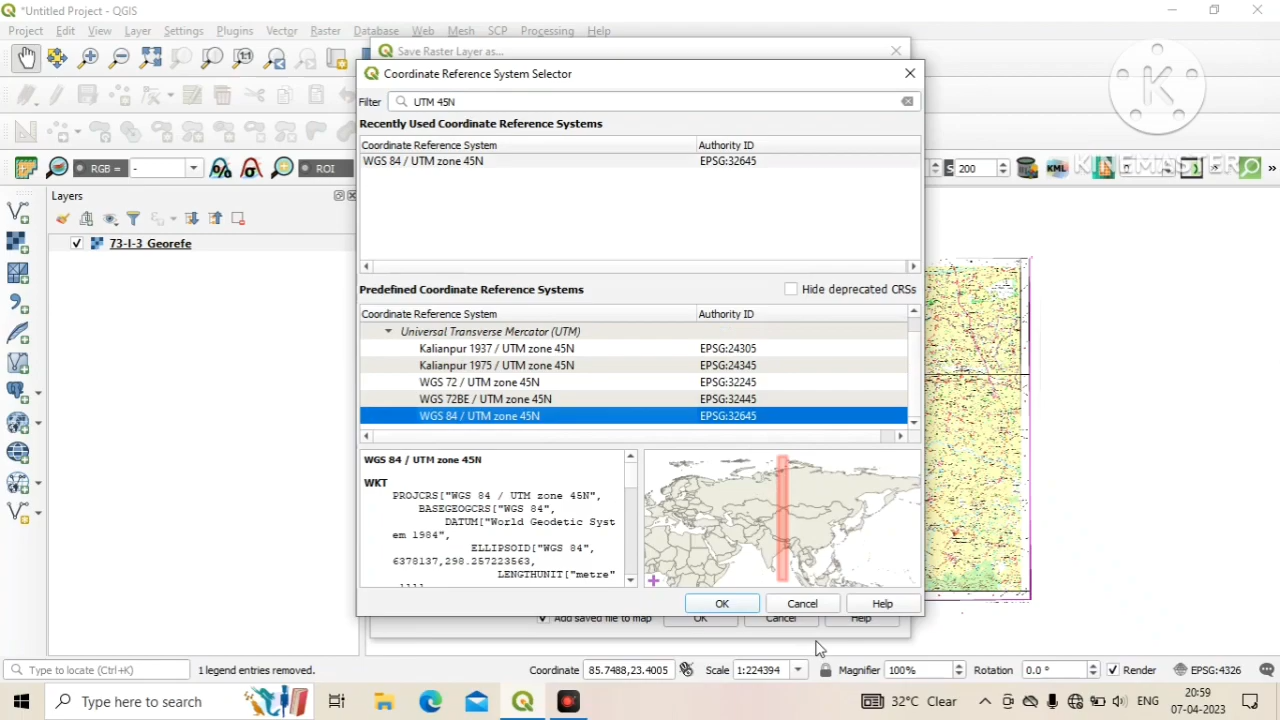 *Untitled Project - QGIS
Project Edit View Layer Settings Plugins Vector Raster Database Web Mesh SCP Processing Help
Save Raster Layer as...
Coordinate Reference System Selector
Filter UTM 45N
Recently Used Coordinate Reference Systems
Coordinate Reference System Authority ID
WGS 84 / UTM zone 45N EPSG:32645
RGB = - ROI
S 200 KML
KINEMASTER
K
Layers
73-I-3 Georefe
Predefined Coordinate Reference Systems Hide deprecated CRSs
Coordinate Reference System Authority ID
Universal Transverse Mercator (UTM)
Kalianpur 1937 / UTM zone 45N EPSG:24305
Kalianpur 1975 / UTM zone 45N EPSG:24345
WGS 72 / UTM zone 45N EPSG:32245
WGS 72BE / UTM zone 45N EPSG:32445
WGS 84 / UTM zone 45N EPSG:32645
WGS 84 / UTM zone 45N
WKT
PROJCRS["WGS 84 / UTM zone 45N",
BASEGEOGCRS["WGS 84",
DATUM["World Geodetic Syst
em 1984",
ELLIPSOID["WGS 84",
6378137,298.257223563,
LENGTHUNIT["metre"
OK Cancel Help
Add saved file to map OK Cancel Help
Type to locate (Ctrl+K) 1 legend entries removed. Coordinate 85.7488,23.4005 Scale 1:224394 Magnifier 100% Rotation 0.0 ° Render EPSG:4326
Type here to search 32°C Clear ENG 20:59
07-04-2023